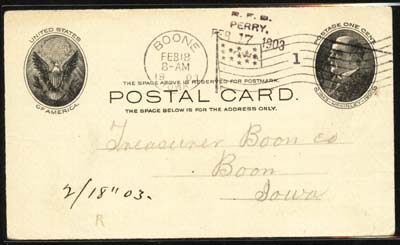 R. F. D.
PERRY,
FEB 17 1903
BOONE
FEB 18
8-AM
UNITED STATES
OF AMERICA.
POSTAGE ONE CENT
1
THE SPACE ABOVE IS RESERVED FOR POSTMARK.
POSTAL CARD.
THE SPACE BELOW IS FOR THE ADDRESS ONLY.
Treasurer Boon Co
Boon
Iowa
2/18" 03.
R